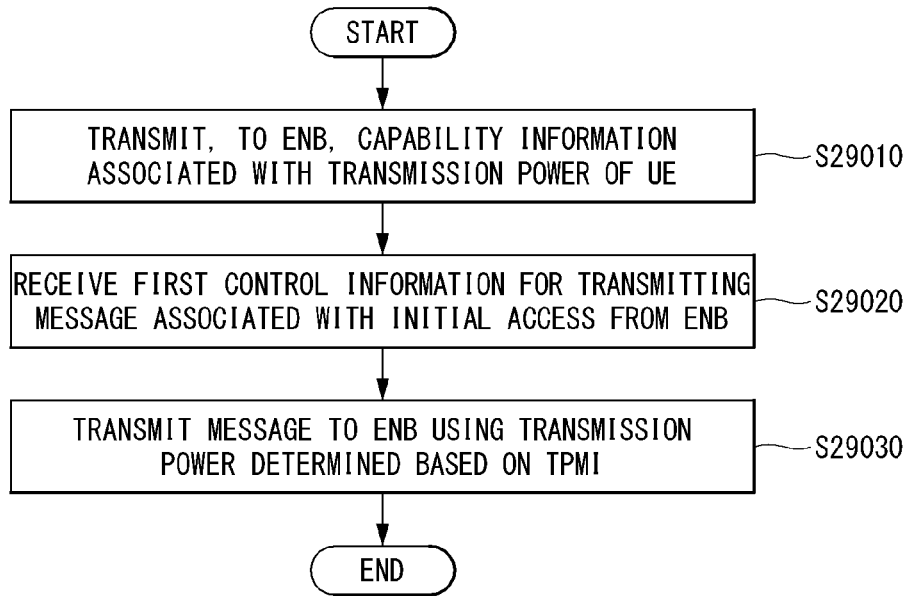 START
TRANSMIT, TO ENB, CAPABILITY INFORMATION
ASSOCIATED WITH TRANSMISSION POWER OF UE
S29010
RECEIVE FIRST CONTROL INFORMATION FOR TRANSMITTING
MESSAGE ASSOCIATED WITH INITIAL ACCESS FROM ENB
S29020
TRANSMIT MESSAGE TO ENB USING TRANSMISSION
POWER DETERMINED BASED ON TPMI
S29030
END